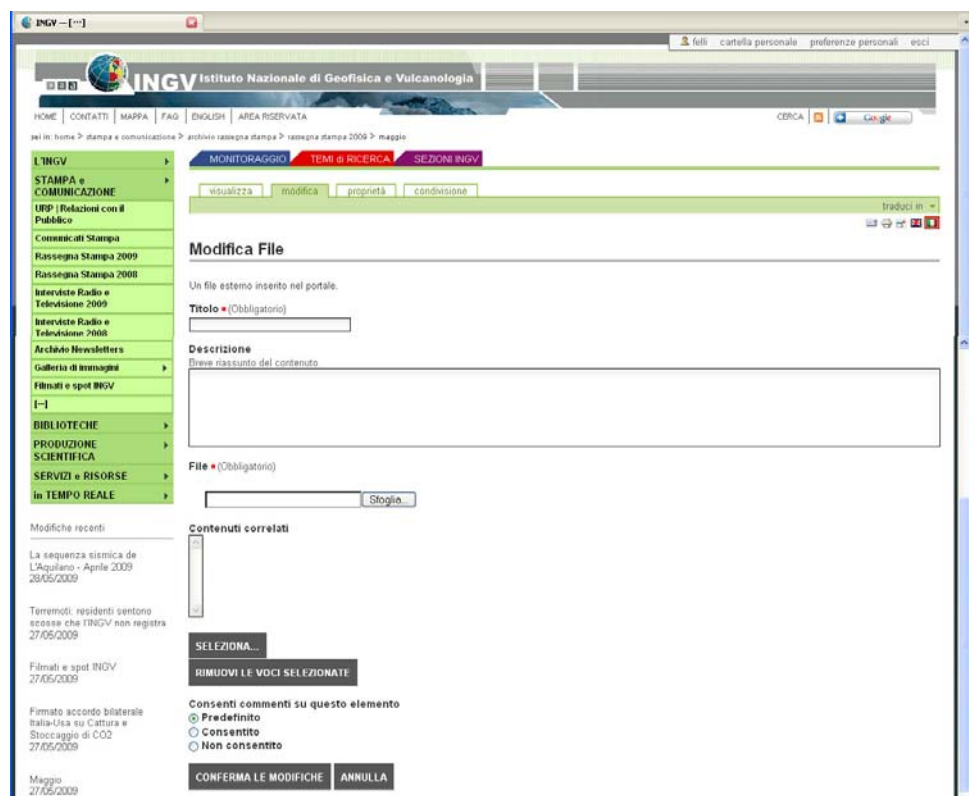 INGV — [···]
felli cartella personale preferenze personali esci
INGV Istituto Nazionale di Geofisica e Vulcanologia
HOME | CONTATTI | MAPPA | FAQ | ENGLISH | AREA RISERVATA
CERCA Google
sei in: home > stampa e comunicazione > archivio rassegna stampa > rassegna stampa 2009 > maggio
MONITORAGGIO TEMI di RICERCA SEZIONI INGV
visualizza modifica proprietà condivisione
traduci in
L'INGV
STAMPA e
COMUNICAZIONE
URP | Relazioni con il
Pubblico
Comunicati Stampa
Rassegna Stampa 2009
Rassegna Stampa 2008
Interviste Radio e
Televisione 2009
Interviste Radio e
Televisione 2008
Archivio Newsletters
Galleria di immagini
Filmati e spot INGV
[···]
BIBLIOTECHE
PRODUZIONE
SCIENTIFICA
SERVIZI e RISORSE
in TEMPO REALE
Modifiche recenti
La sequenza sismica de
L'Aquilano - Aprile 2009
28/05/2009
Terremoti: residenti sentono
scosse che l'INGV non registra
27/05/2009
Filmati e spot INGV
27/05/2009
Firmato accordo bilaterale
Italia-Usa su Cattura e
Stoccaggio di CO2
27/05/2009
Maggio
27/05/2009
Modifica File
Un file esterno inserito nel portale.
Titolo (Obbligatorio)
Descrizione
Breve riassunto del contenuto
File (Obbligatorio)
Sfoglia...
Contenuti correlati
SELEZIONA...
RIMUOVI LE VOCI SELEZIONATE
Consenti commenti su questo elemento
Predefinito
Consentito
Non consentito
CONFERMA LE MODIFICHE ANNULLA